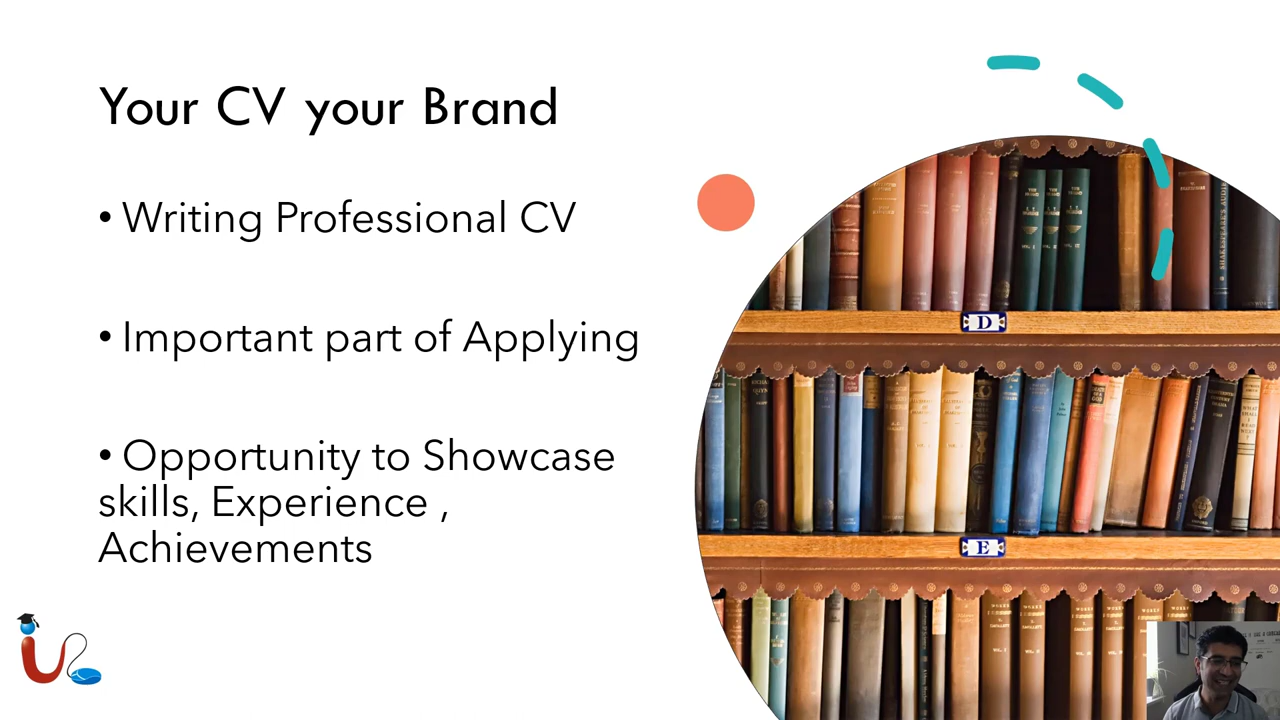 Your CV your Brand
• Writing Professional CV
• Important part of Applying
• Opportunity to Showcase
skills, Experience ,
Achievements
D
E